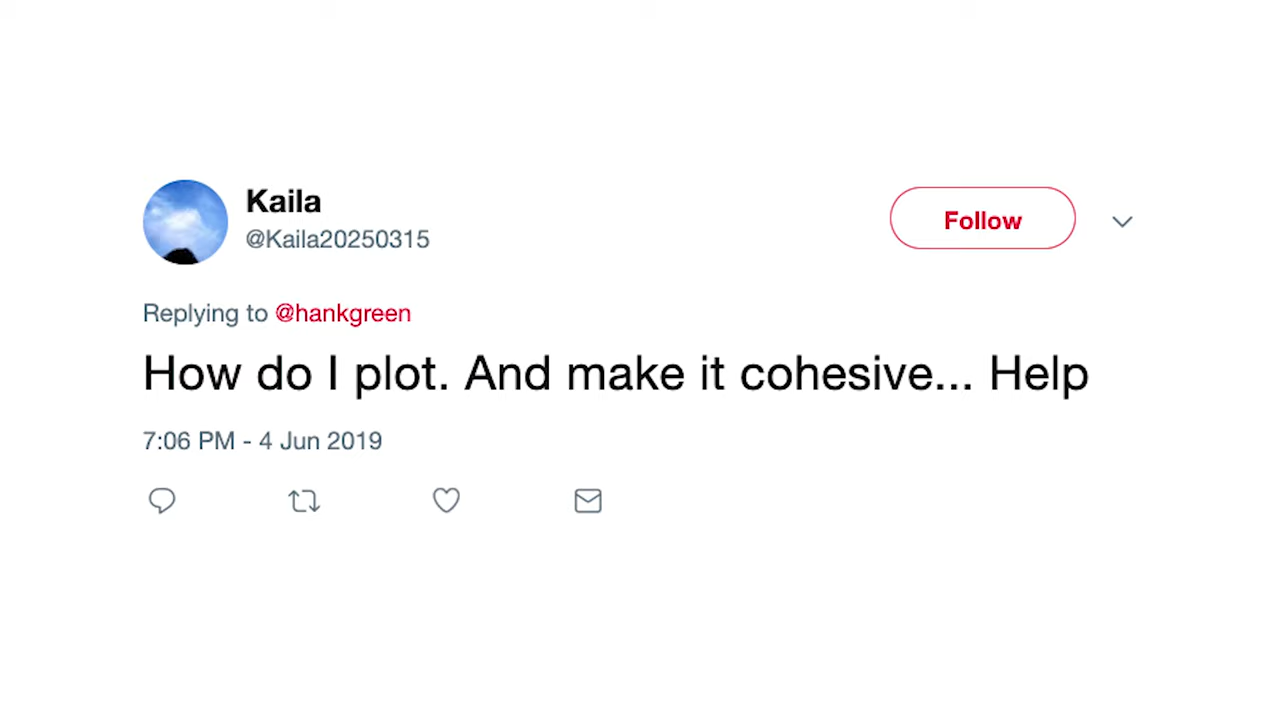 Kaila
@Kaila20250315
Follow
Replying to @hankgreen
How do I plot. And make it cohesive... Help
7:06 PM - 4 Jun 2019